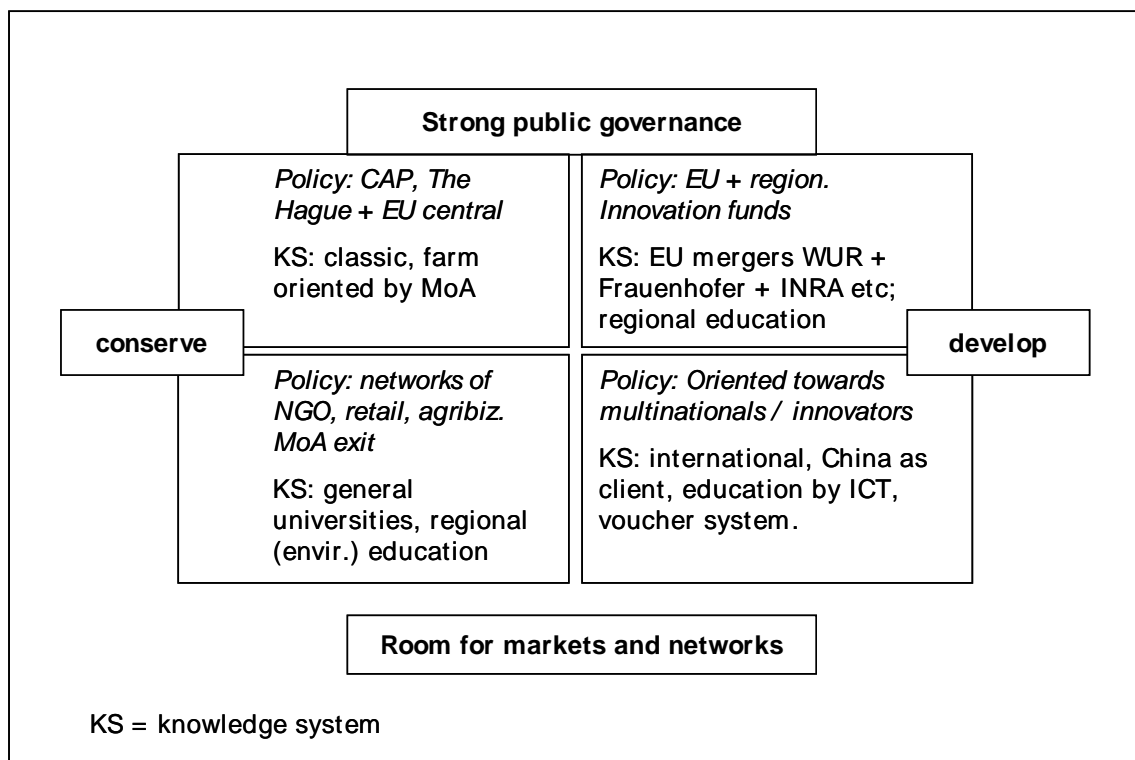 Strong public governance
Policy: CAP, The
Hague + EU central
KS: classic, farm
oriented by MoA
Policy: EU + region.
Innovation funds
KS: EU mergers WUR +
Frauenhofer + INRA etc;
regional education
conserve
develop
Policy: networks of
NGO, retail, agribiz.
MoA exit
KS: general
universities, regional
(envir.) education
Policy: Oriented towards
multinationals / innovators
KS: international, China as
client, education by ICT,
voucher system.
Room for markets and networks
KS = knowledge system